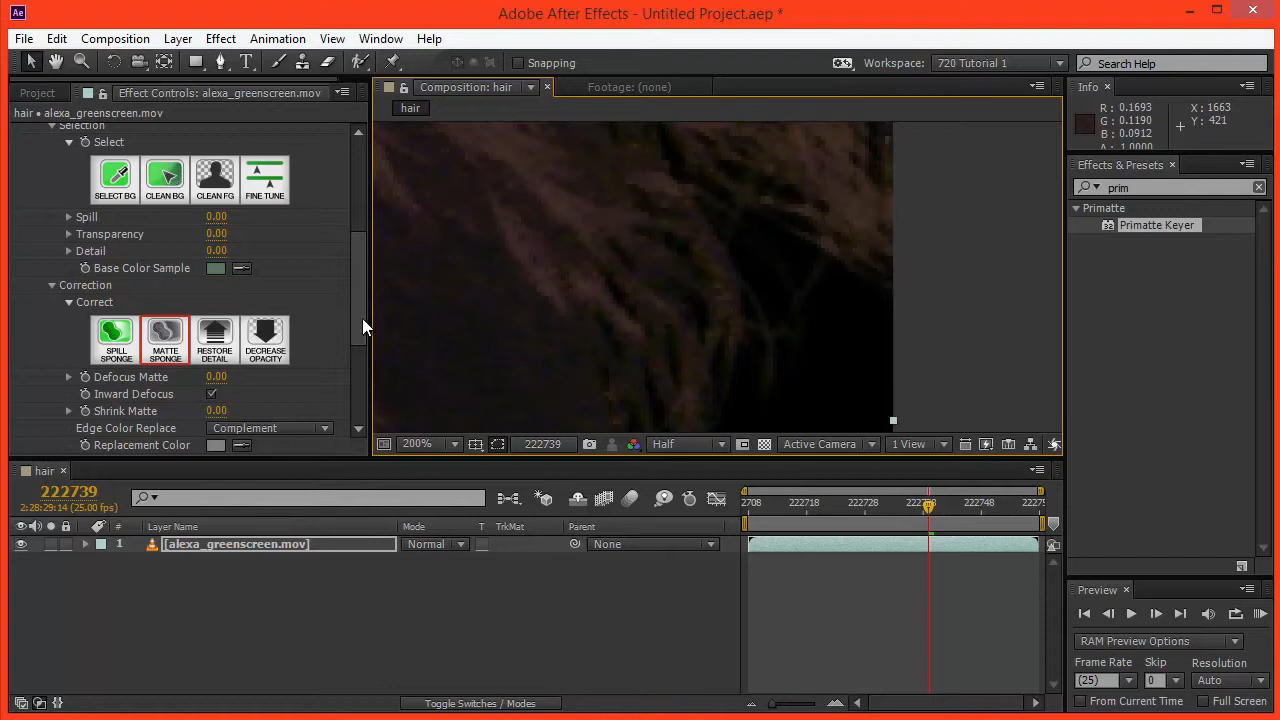 Ae Adobe After Effects - Untitled Project.aep *
File Edit Composition Layer Effect Animation View Window Help
Snapping Workspace: 720 Tutorial 1 Search Help
Project Effect Controls: alexa_greenscreen.mov Composition: hair Footage: (none) Info
hair • alexa_greenscreen.mov hair
R : 0.1693 X : 1663
G : 0.1190 Y : 421
B : 0.0912
A : 1.0000
Selection
Select
SELECT BG CLEAN BG CLEAN FG FINE TUNE
Spill 0.00
Transparency 0.00
Detail 0.00
Base Color Sample
Correction
Correct
SPILL SPONGE MATTE SPONGE RESTORE DETAIL DECREASE OPACITY
Defocus Matte 0.00
Inward Defocus
Shrink Matte 0.00
Edge Color Replace Complement
Replacement Color
Effects & Presets
prim
Primatte
32 Primatte Keyer
200% 222739 Half Active Camera 1 View
hair
222739
2:28:29:14 (25.00 fps)
2708 222718 222728 222748
# Layer Name Mode T TrkMat Parent
1 [alexa_greenscreen.mov] Normal None
Toggle Switches / Modes
Preview
RAM Preview Options
Frame Rate Skip Resolution
(25) 0 Auto
From Current Time Full Screen